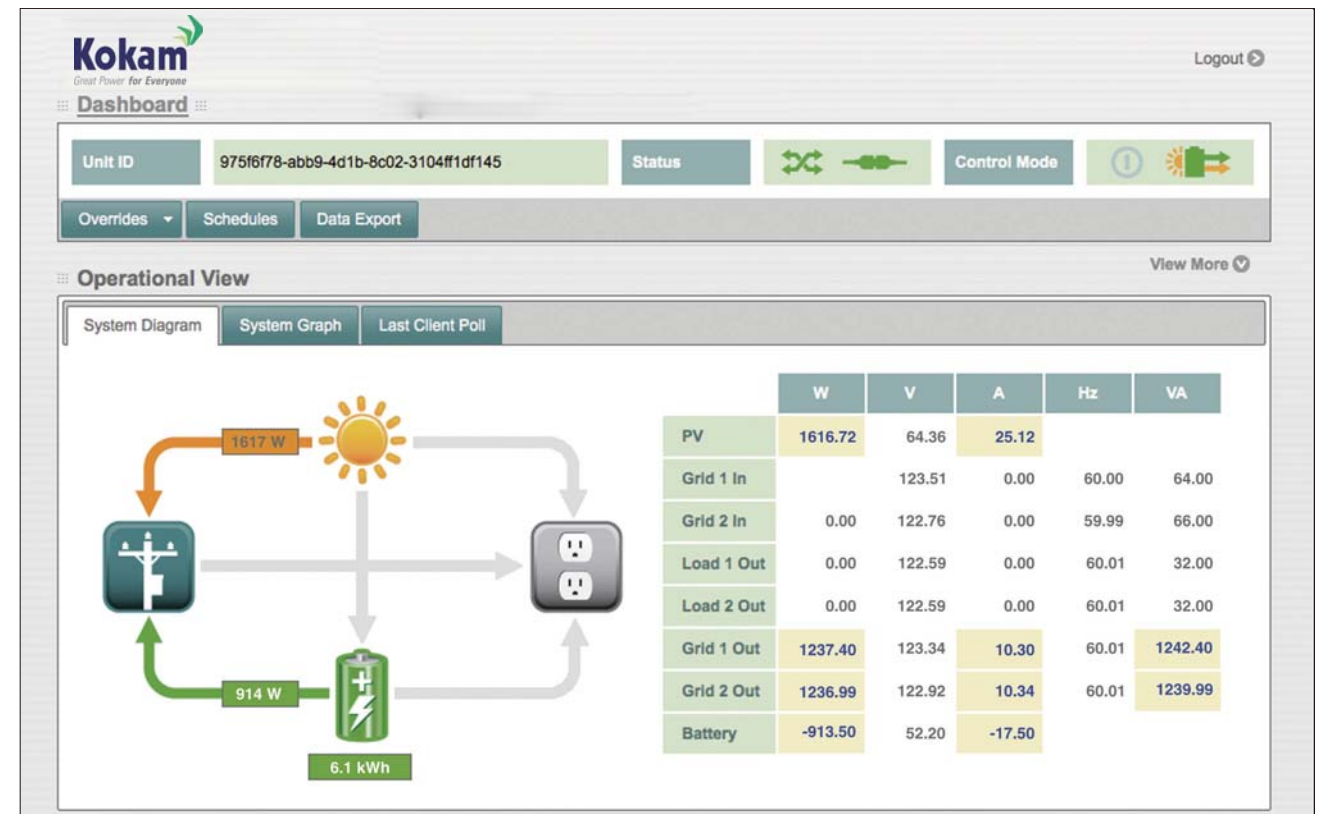 Kokam
Great Power for Everyone
Logout
Dashboard
Unit ID 975f6f78-abb9-4d1b-8c02-3104ff1df145 Status Control Mode
Overrides Schedules Data Export
View More
Operational View
System Diagram System Graph Last Client Poll
W V A Hz VA
1617 W
PV 1616.72 64.36 25.12
Grid 1 In 123.51 0.00 60.00 64.00
Grid 2 In 0.00 122.76 0.00 59.99 66.00
Load 1 Out 0.00 122.59 0.00 60.01 32.00
Load 2 Out 0.00 122.59 0.00 60.01 32.00
Grid 1 Out 1237.40 123.34 10.30 60.01 1242.40
914 W
Grid 2 Out 1236.99 122.92 10.34 60.01 1239.99
Battery -913.50 52.20 -17.50
6.1 kWh